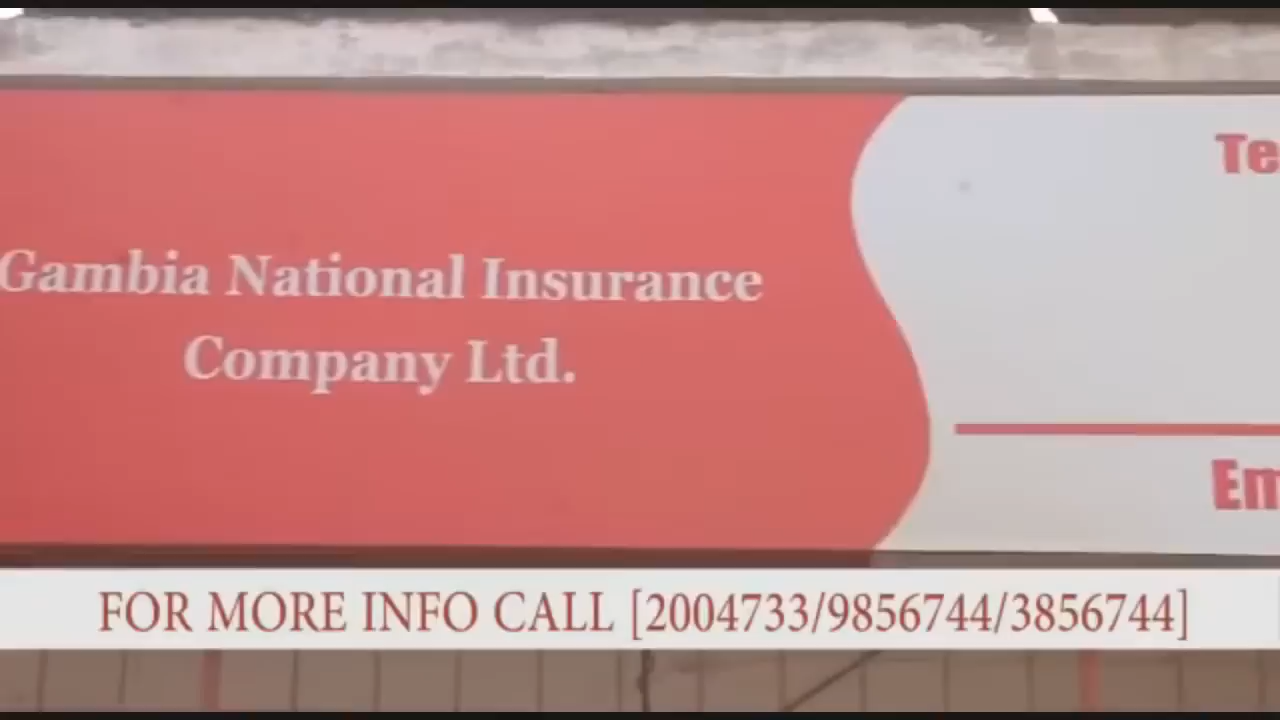 Gambia National Insurance
Company Ltd.
FOR MORE INFO CALL [2004733/9856744/3856744]